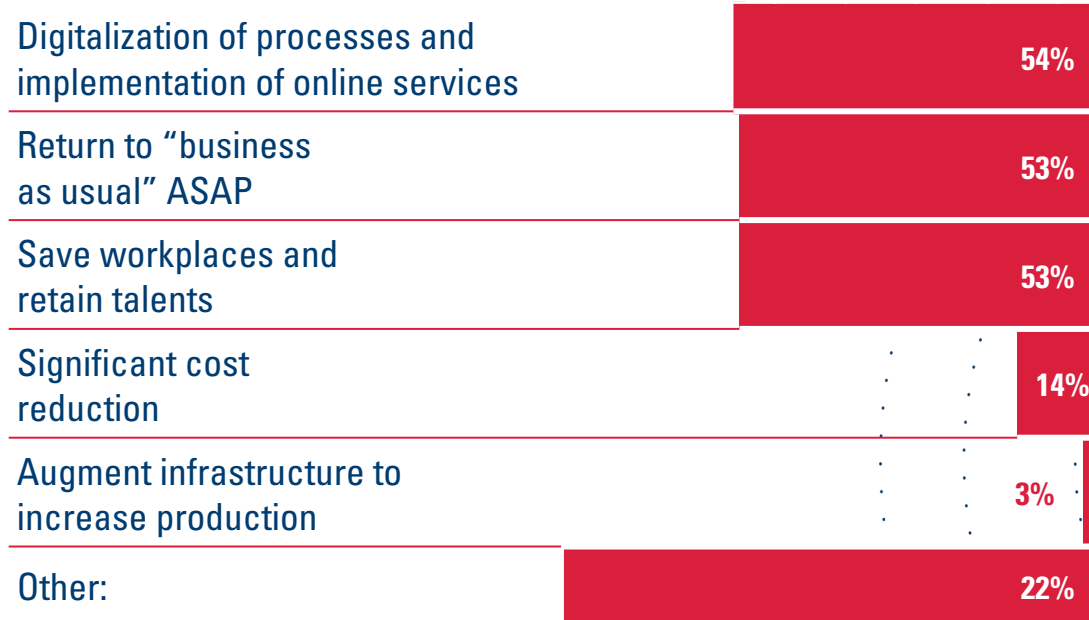 Digitalization of processes and
implementation of online services
54%
Return to “business
as usual” ASAP
53%
Save workplaces and
retain talents
53%
Significant cost
reduction
14%
Augment infrastructure to
increase production
3%
Other:
22%